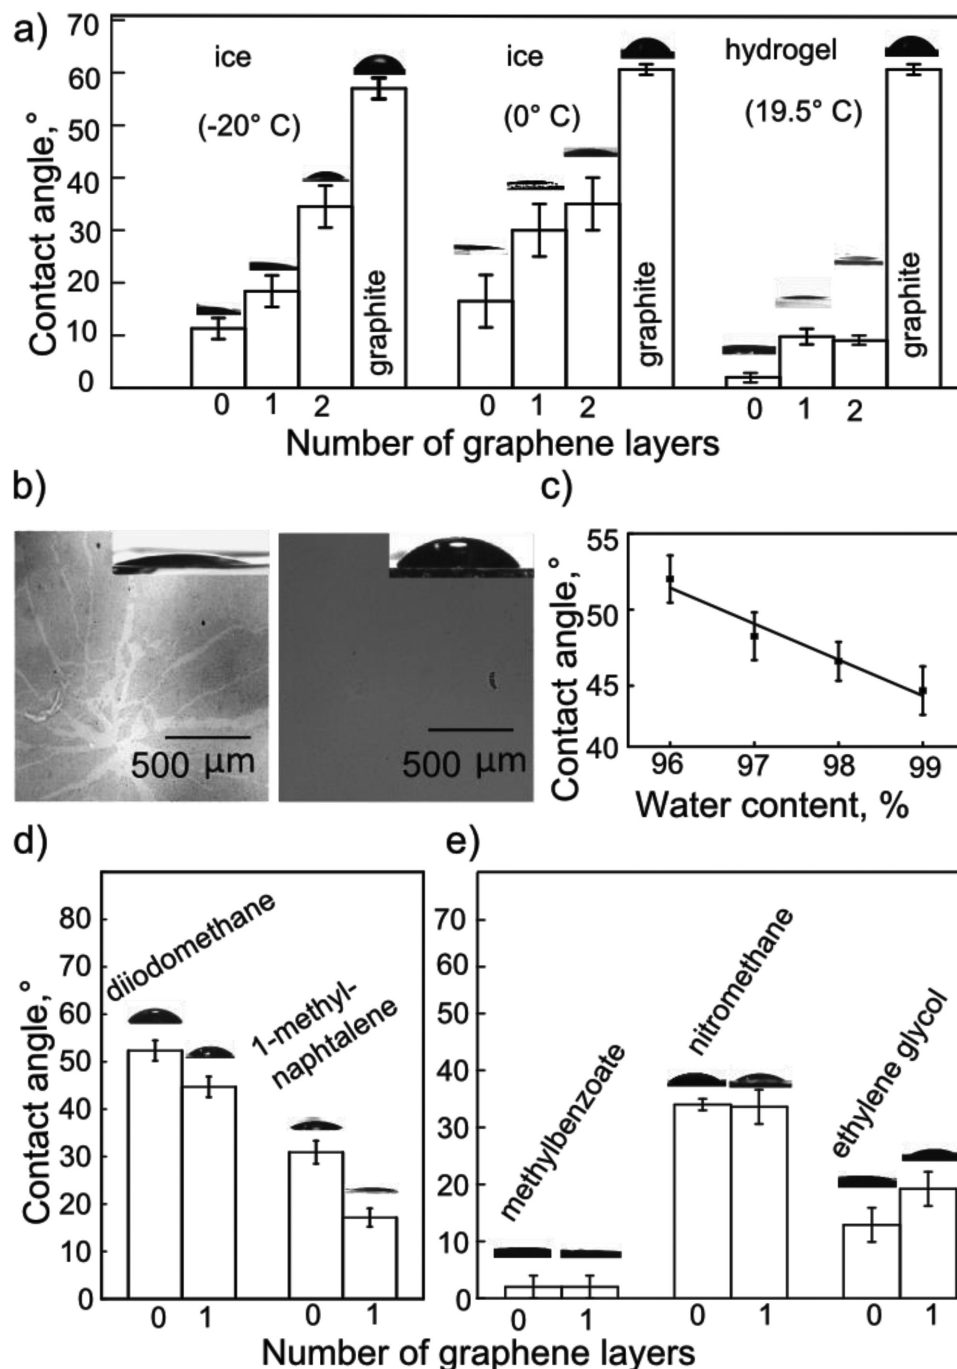 a)
70
60
50
40
30
20
10
0
Contact angle,°
ice
(-20° C)
graphite
ice
(0° C)
graphite
hydrogel
(19.5° C)
graphite
0 1 2 0 1 2 0 1 2
Number of graphene layers
b)
500 μm
500 μm
c)
55
50
45
40
Contact angle,°
96 97 98 99
Water content, %
d)
80
70
60
50
40
30
20
10
0
Contact angle,°
diiodomethane
1-methyl-
naphtalene
0 1 0 1
e)
70
60
50
40
30
20
10
0
methylbenzoate
nitromethane
ethylene glycol
0 1 0 1 0 1
Number of graphene layers